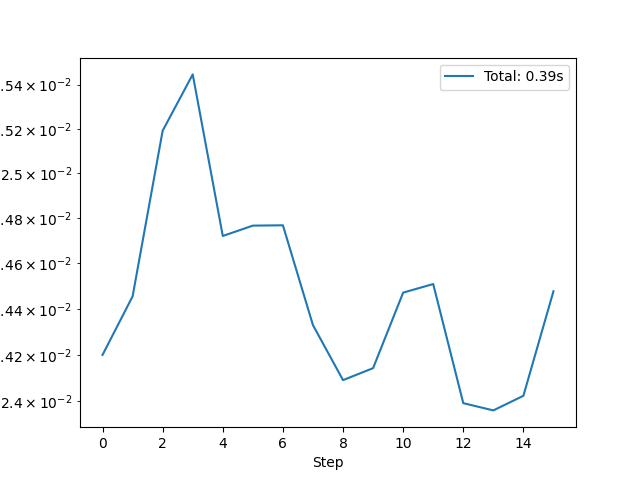 Total: 0.39s
.54 × 10⁻²
.52 × 10⁻²
2.5 × 10⁻²
.48 × 10⁻²
.46 × 10⁻²
.44 × 10⁻²
.42 × 10⁻²
2.4 × 10⁻²
0 2 4 6 8 10 12 14
Step